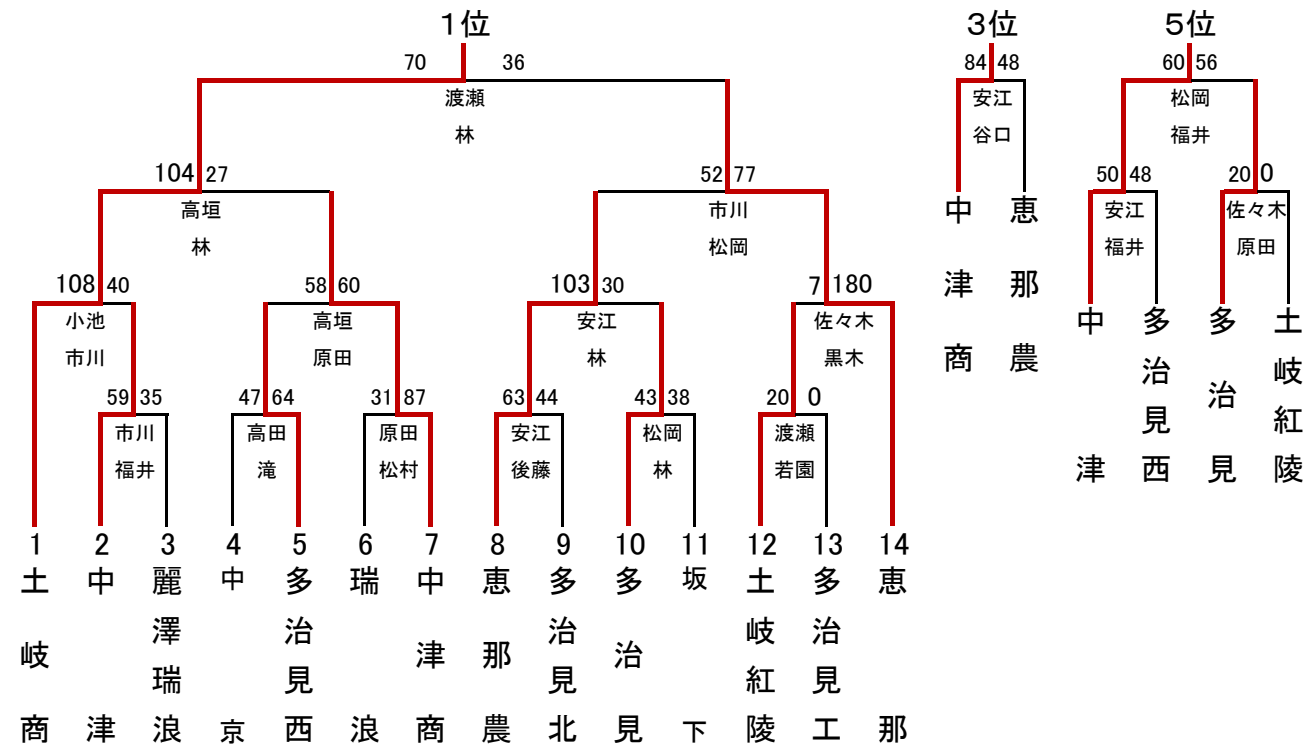 1位 3位 5位
70 36 84 48 60 56
渡瀬 安江 松岡
林 谷口 福井
104 27 52 77 50 48 20 0
高垣 市川 安江 佐々木
林 松岡 福井 原田
108 40 58 60 103 30 7 180
小池 高垣 安江 佐々木
市川 原田 林 黒木
中津商 恵那農
中津 多治見西 多治見 土岐紅陵
59 35 47 64 31 87 63 44 43 38 20 0
市川 高田 原田 安江 松岡 渡瀬
福井 滝 松村 後藤 林 若園
1 2 3 4 5 6 7 8 9 10 11 12 13 14
土岐商
中津
麗澤瑞浪
中京
多治見西
瑞浪
中津商
恵那農
多治見北
多治見
坂下
土岐紅陵
多治見工
恵那